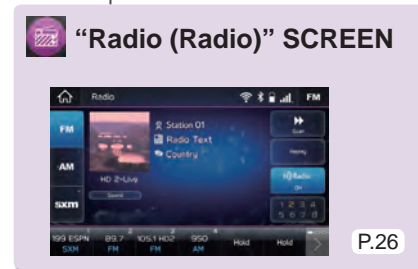 “Radio (Radio)” SCREEN
Radio
FM
FM
Station 01
Radio Text
Country
Scan
AM
HD Radio
ON
HD 2-Live
Sound
sxm
1 2 3 4
5 6 7 8
199 ESPN
SXM
89.7
FM
105.1 HD2
FM
950
AM
Hold
Hold
P.26